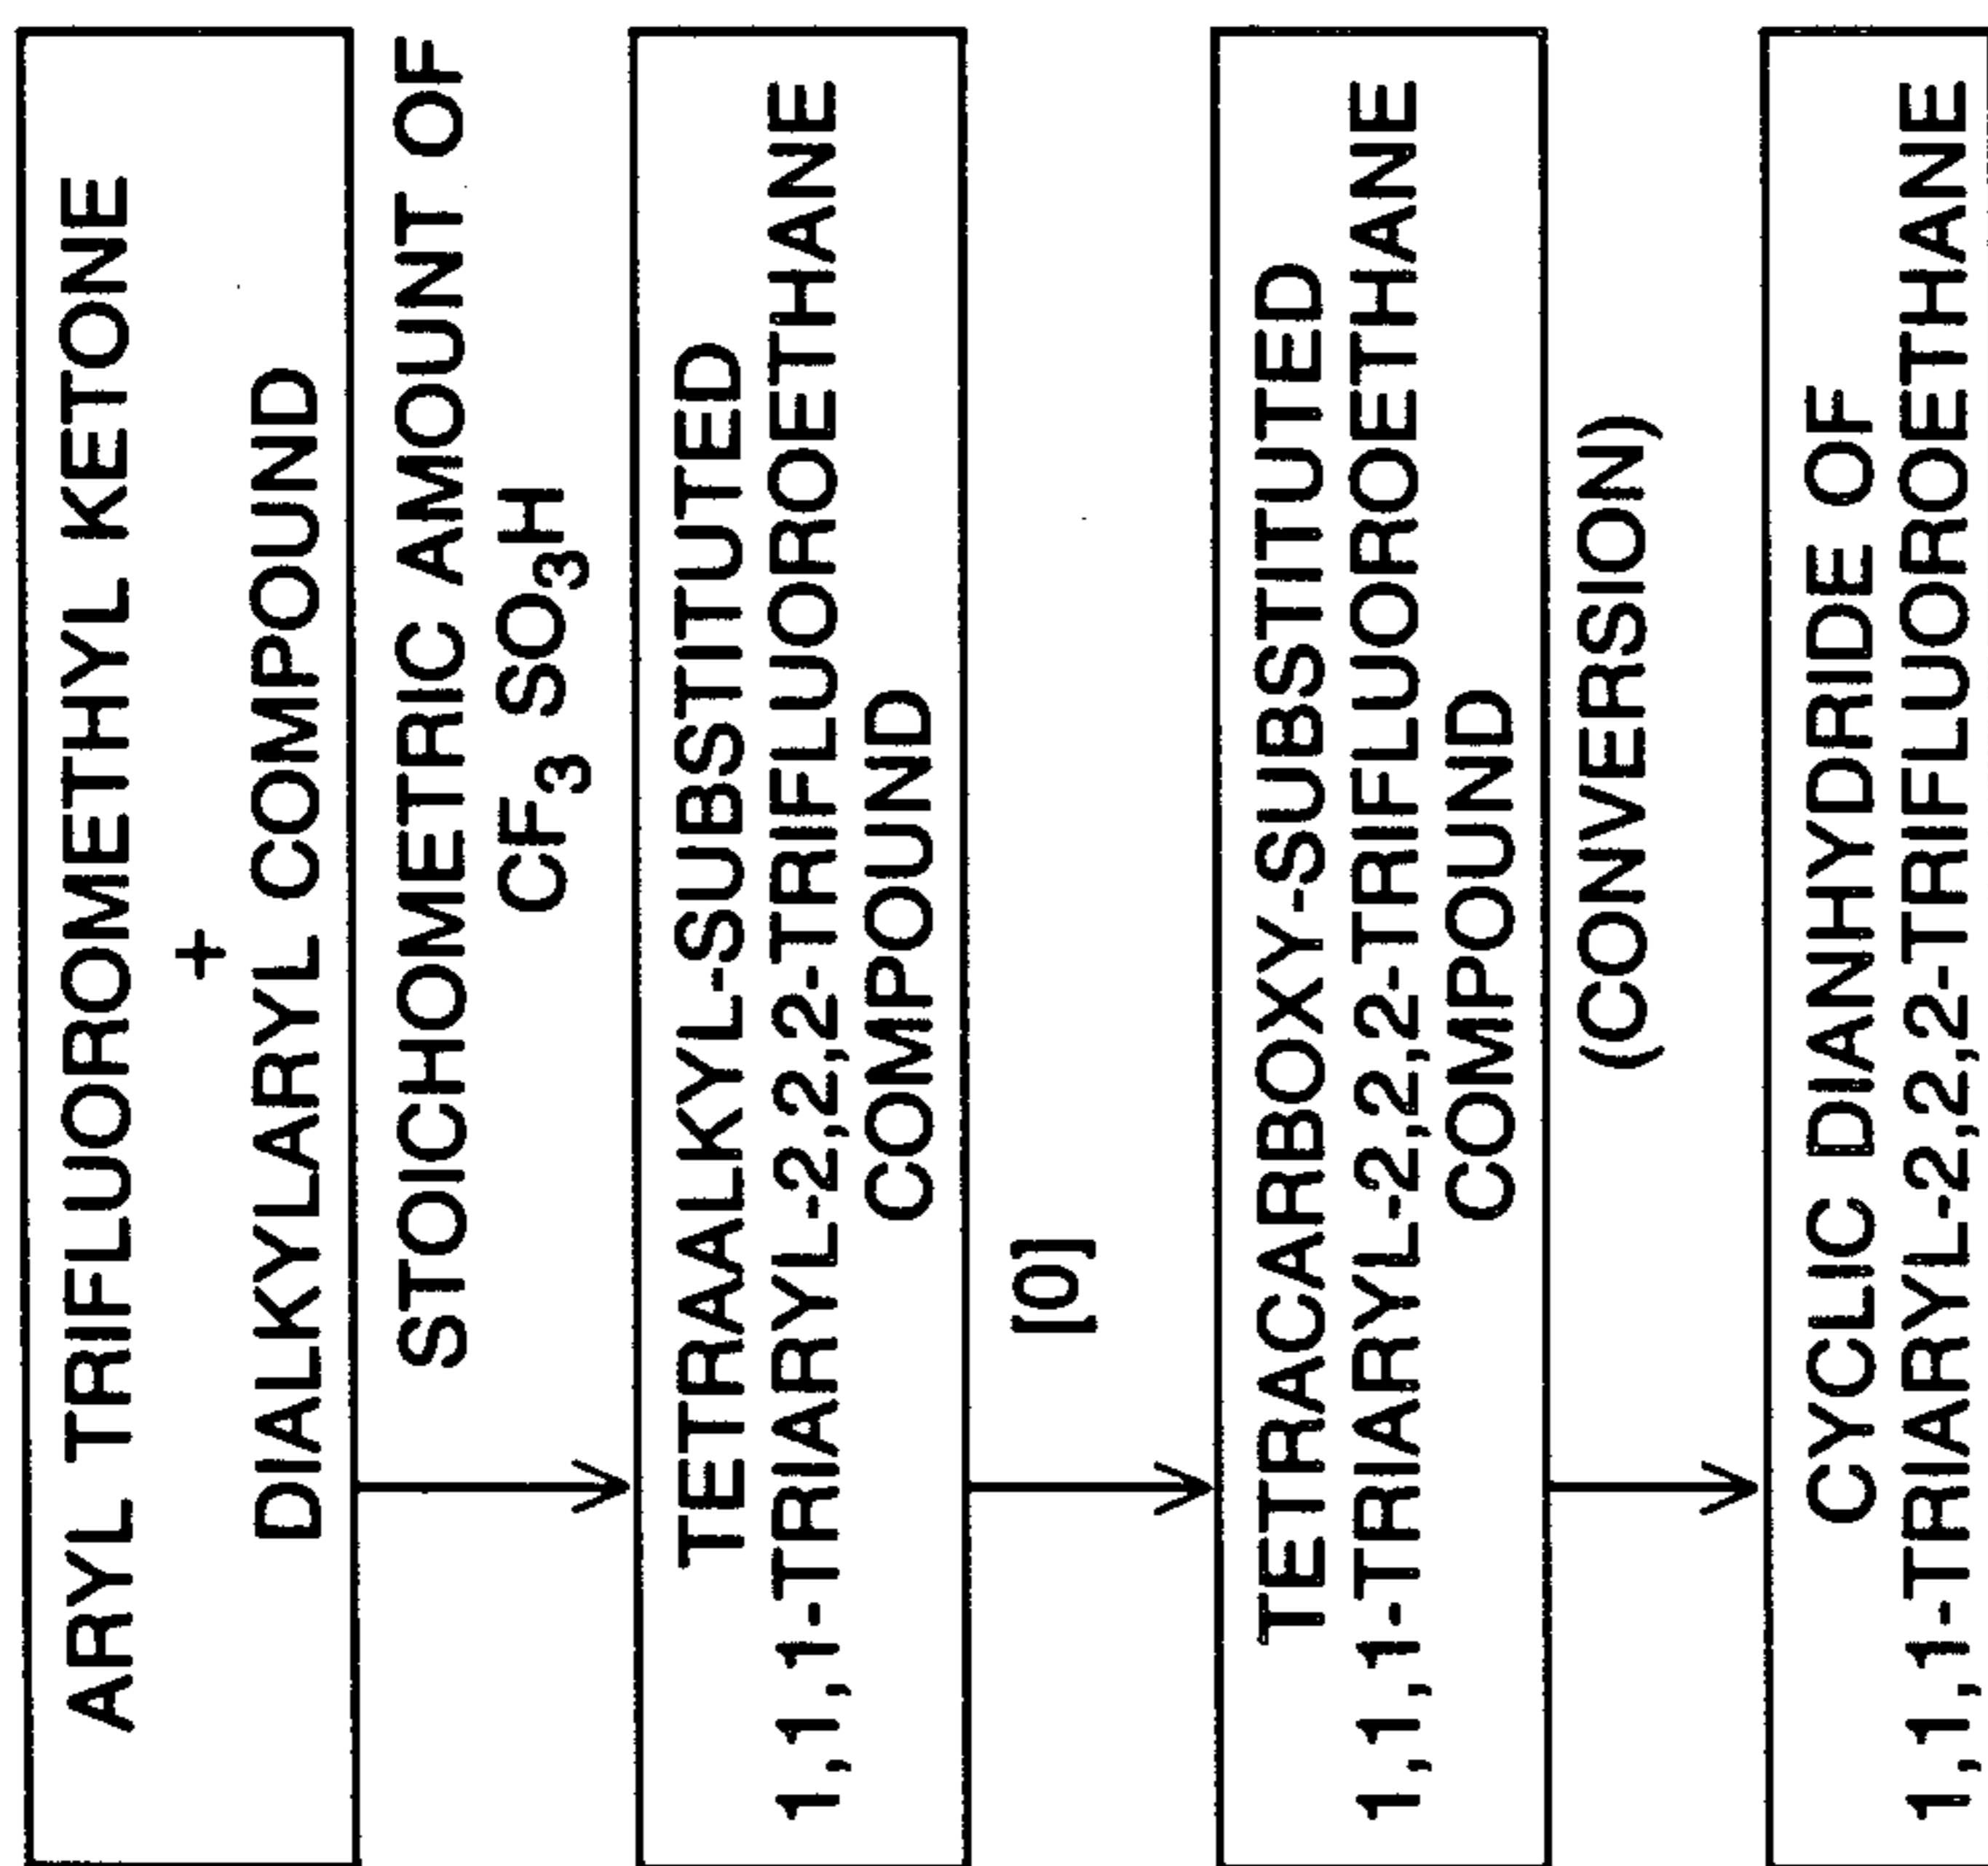 ARYL TRIFLUOROMETHYL KETONE
+
DIALKYLARYL COMPOUND
STOICHOMETRIC AMOUNT OF
CF3 SO3H
TETRAALKYL-SUBSTITUTED
1,1,1-TRIARYL-2,2,2-TRIFLUOROETHANE
COMPOUND
[0]
TETRACARBOXY-SUBSTITUTED
1,1,1-TRIARYL-2,2,2-TRIFLUOROETHANE
COMPOUND
(CONVERSION)
CYCLIC DIANHYDRIDE OF
1,1,1-TRIARYL-2,2,2-TRIFLUOROETHANE